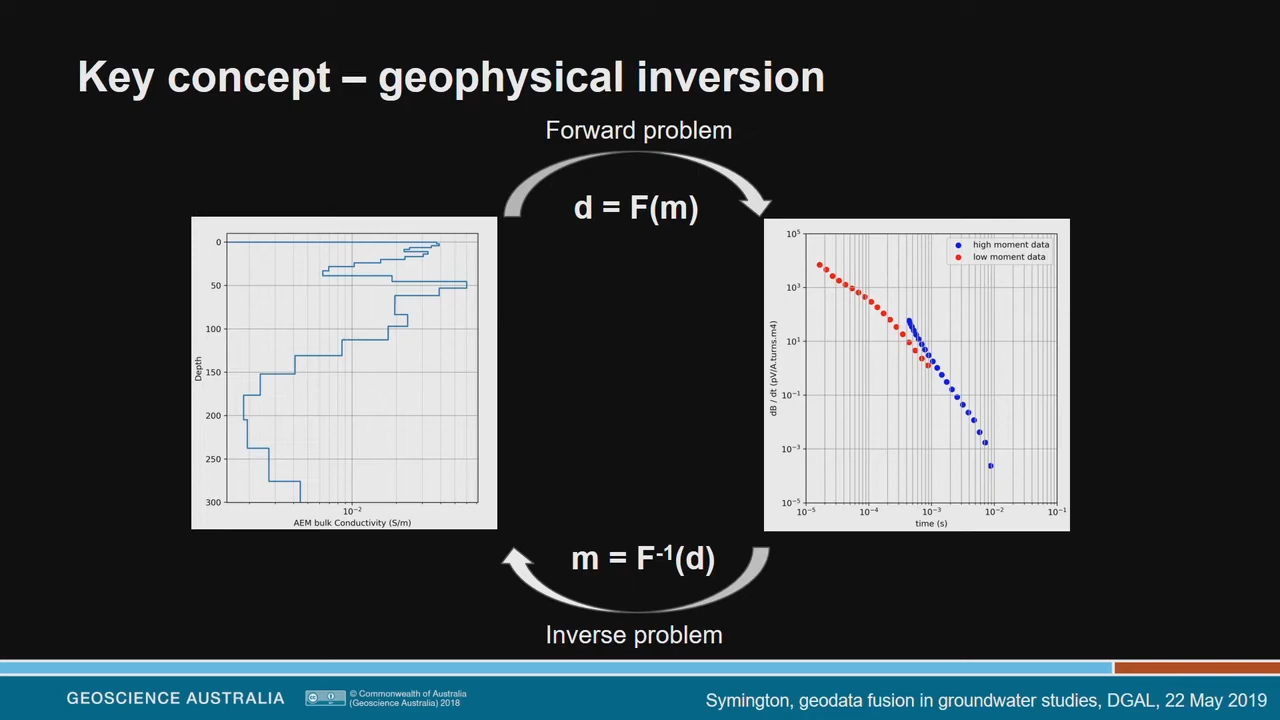 Key concept – geophysical inversion
Forward problem
d = F(m)
0
50
100
150
200
250
300
Depth
10⁻²
AEM bulk Conductivity (S/m)
high moment data
low moment data
10⁵
10³
10¹
10⁻¹
10⁻³
10⁻⁵
dB / dt (pV/A.turns.m4)
10⁻⁵ 10⁻⁴ 10⁻³ 10⁻² 10⁻¹
time (s)
m = F⁻¹(d)
Inverse problem
GEOSCIENCE AUSTRALIA
© Commonwealth of Australia
(Geoscience Australia) 2018
Symington, geodata fusion in groundwater studies, DGAL, 22 May 2019